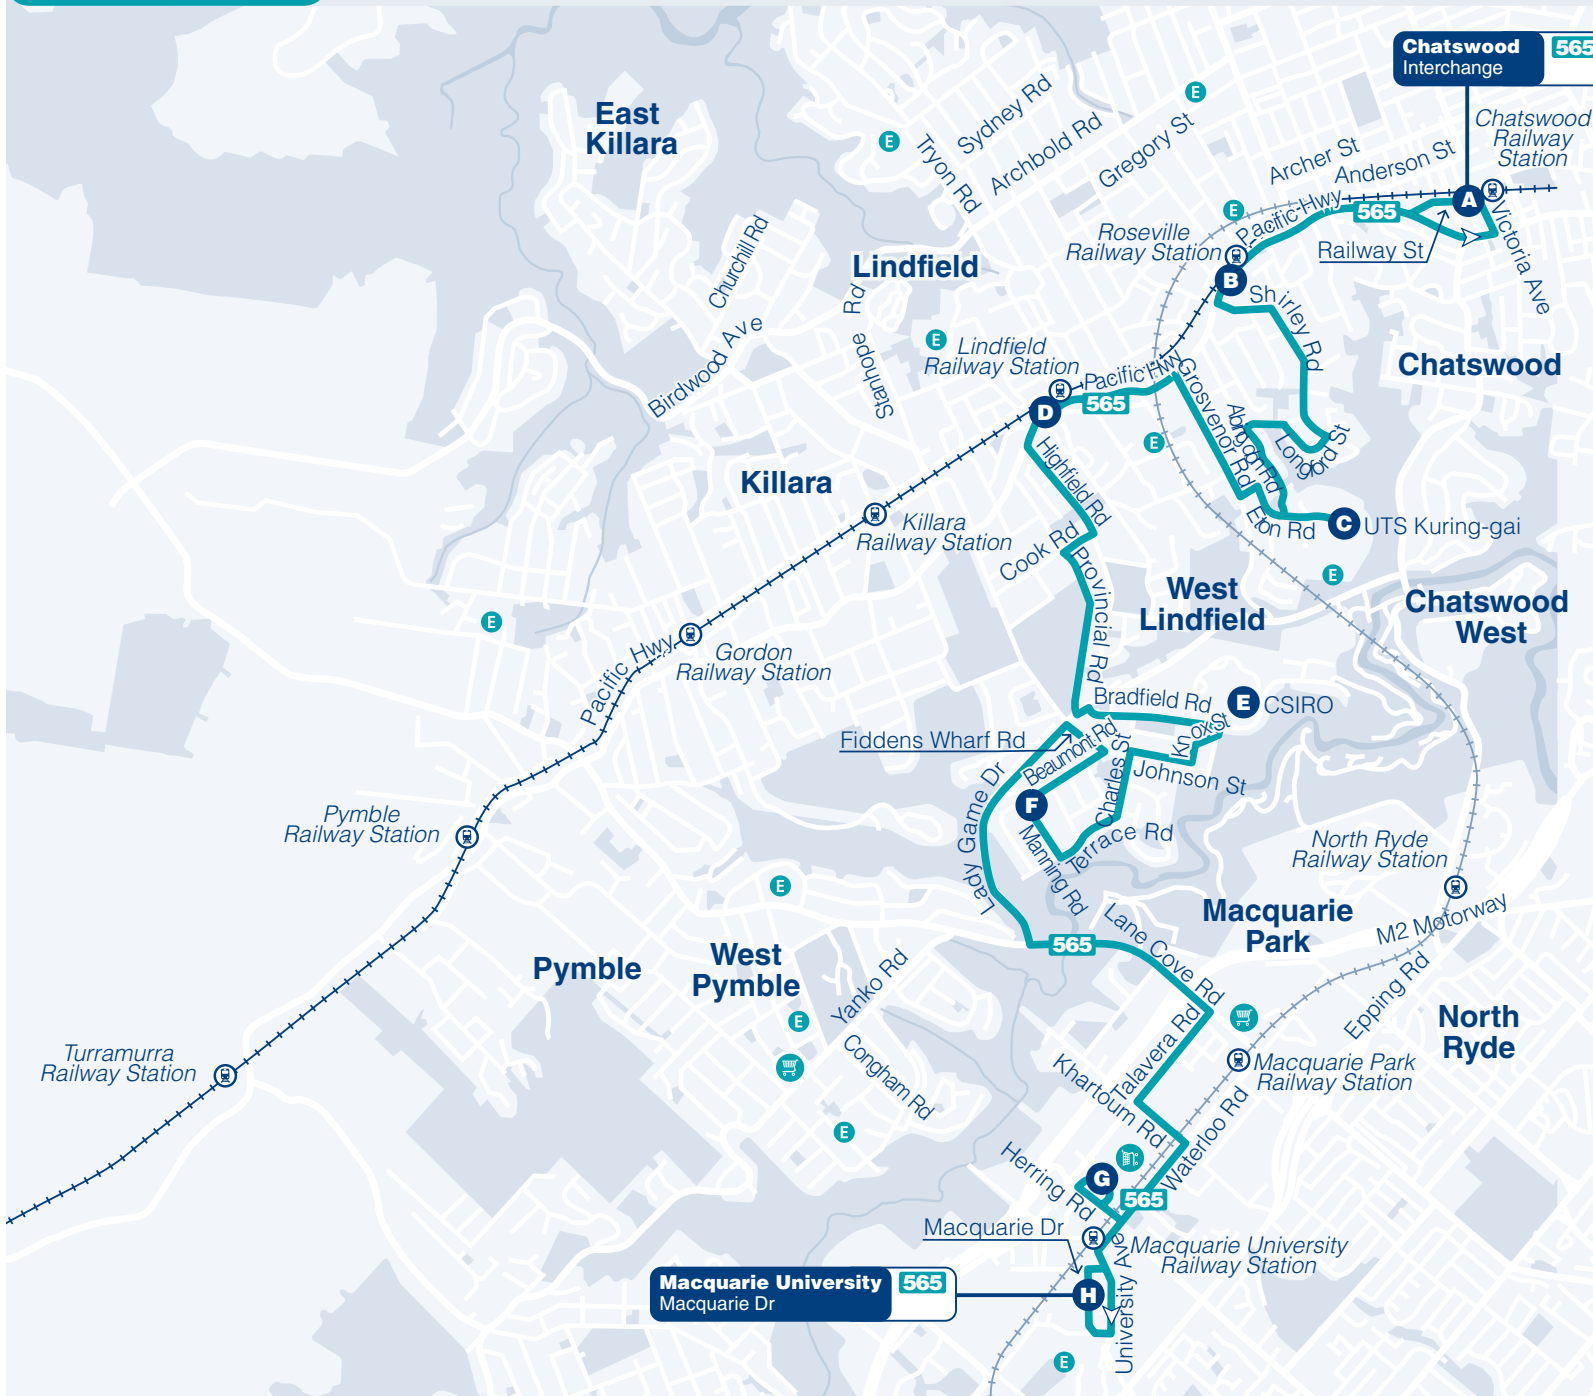 Chatswood
Interchange
565
Chatswood
Railway
Station
East
Killara
E
E
Sydney Rd
Archbold Rd
Gregory St
Tryon Rd
Archer St
Anderson St
A
Victoria Ave
E
Pacific Hwy
565
Railway St
Roseville
Railway Station
B
Shirley Rd
Churchill Rd
Lindfield
Stanhope Rd
Birdwood Ave
E
Lindfield
Railway Station
Pacific Hwy
565
D
Chatswood
Grosvenor Rd
Abingdon Rd
Longford St
E
Highfield Rd
Killara
Killara
Railway Station
Eton Rd
C
UTS Kuring-gai
Cook Rd
Provincial Rd
E
West
Lindfield
Chatswood
West
E
Pacific Hwy
Gordon
Railway Station
Bradfield Rd
E
CSIRO
Fiddens Wharf Rd
Beaumont Rd
Knox St
Charles St
Johnson St
F
Lady Game Dr
Manning Rd
Terrace Rd
Pymble
Railway Station
North Ryde
Railway Station
E
Macquarie
Park
M2 Motorway
Lane Cove Rd
565
West
Pymble
Pymble
Yanko Rd
Epping Rd
North
Ryde
E
Talavera Rd
Turramurra
Railway Station
Congham Rd
Khartoum Rd
Macquarie Park
Railway Station
Waterloo Rd
E
Herring Rd
G
565
Macquarie Dr
Macquarie University
Railway Station
Macquarie University
Macquarie Dr
565
H
University Ave
E